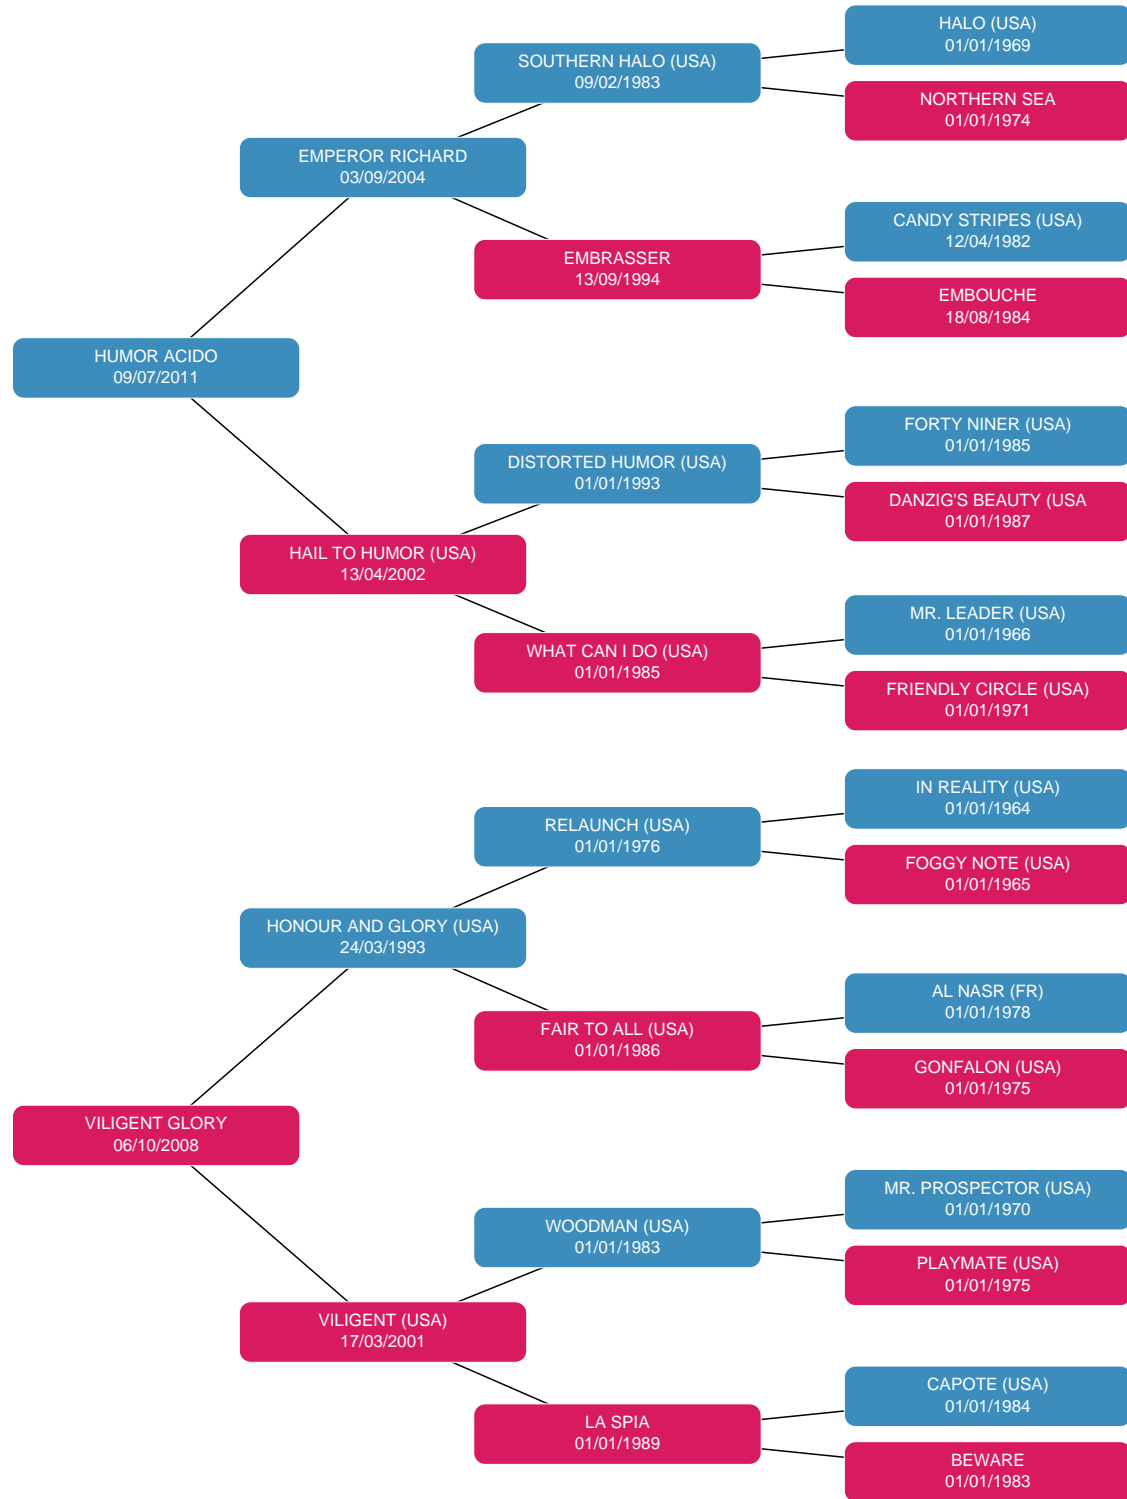 HALO (USA)
01/01/1969
SOUTHERN HALO (USA)
09/02/1983
NORTHERN SEA
01/01/1974
EMPEROR RICHARD
03/09/2004
CANDY STRIPES (USA)
12/04/1982
EMBRASSER
13/09/1994
EMBOUCHE
18/08/1984
HUMOR ACIDO
09/07/2011
FORTY NINER (USA)
01/01/1985
DISTORTED HUMOR (USA)
01/01/1993
DANZIG'S BEAUTY (USA
01/01/1987
HAIL TO HUMOR (USA)
13/04/2002
MR. LEADER (USA)
01/01/1966
WHAT CAN I DO (USA)
01/01/1985
FRIENDLY CIRCLE (USA)
01/01/1971
IN REALITY (USA)
01/01/1964
RELAUNCH (USA)
01/01/1976
FOGGY NOTE (USA)
01/01/1965
HONOUR AND GLORY (USA)
24/03/1993
AL NASR (FR)
01/01/1978
FAIR TO ALL (USA)
01/01/1986
GONFALON (USA)
01/01/1975
VILIGENT GLORY
06/10/2008
MR. PROSPECTOR (USA)
01/01/1970
WOODMAN (USA)
01/01/1983
PLAYMATE (USA)
01/01/1975
VILIGENT (USA)
17/03/2001
CAPOTE (USA)
01/01/1984
LA SPIA
01/01/1989
BEWARE
01/01/1983